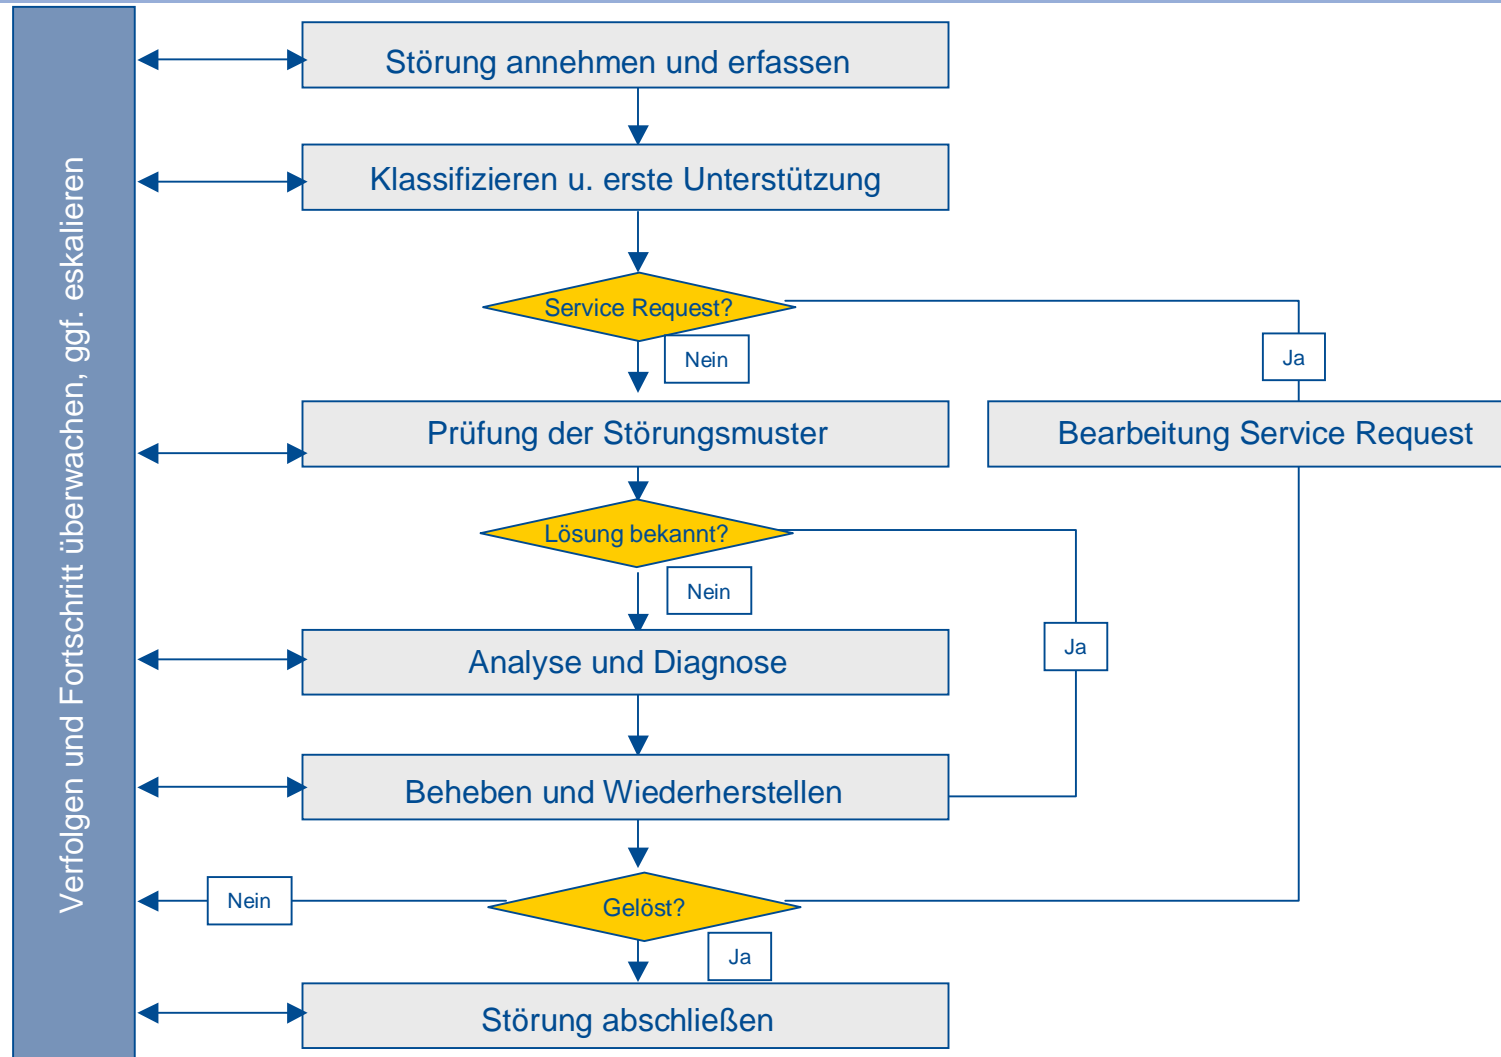 Verfolgen und Fortschritt überwachen, ggf. eskalieren
Störung annehmen und erfassen
Klassifizieren u. erste Unterstützung
Service Request?
Nein
Ja
Prüfung der Störungsmuster
Bearbeitung Service Request
Lösung bekannt?
Nein
Ja
Analyse und Diagnose
Beheben und Wiederherstellen
Nein
Gelöst?
Ja
Störung abschließen